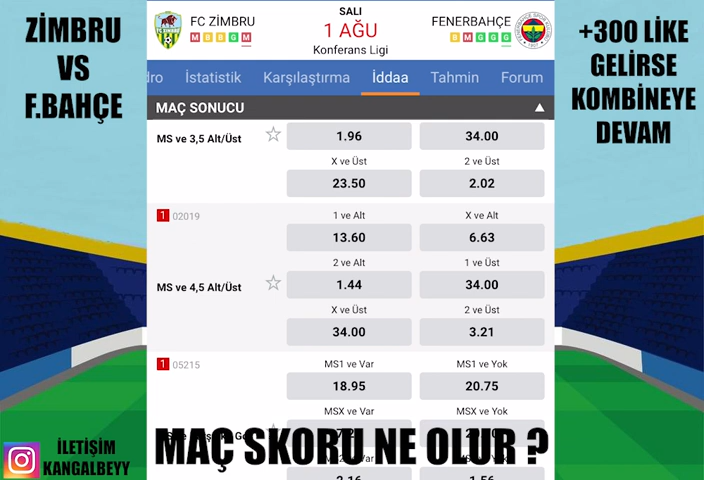 ZİMBRU
VS
F.BAHÇE
+300 LİKE
GELİRSE
KOMBİNEYE
DEVAM
FC ZİMBRU
M B B G M
SALI
1 AĞU
Konferans Ligi
FENERBAHÇE
B M G G G
dro İstatistik Karşılaştırma İddaa Tahmin Forum
MAÇ SONUCU
MS ve 3,5 Alt/Üst
1.96 34.00
X ve Üst 2 ve Üst
23.50 2.02
1 02019
1 ve Alt X ve Alt
13.60 6.63
MS ve 4,5 Alt/Üst
2 ve Alt 1 ve Üst
1.44 34.00
X ve Üst 2 ve Üst
34.00 3.21
1 05215
MS1 ve Var MS1 ve Yok
18.95 20.75
MSX ve Var MSX ve Yok
MAÇ SKORU NE OLUR ?
İLETİŞİM
KANGALBEYY